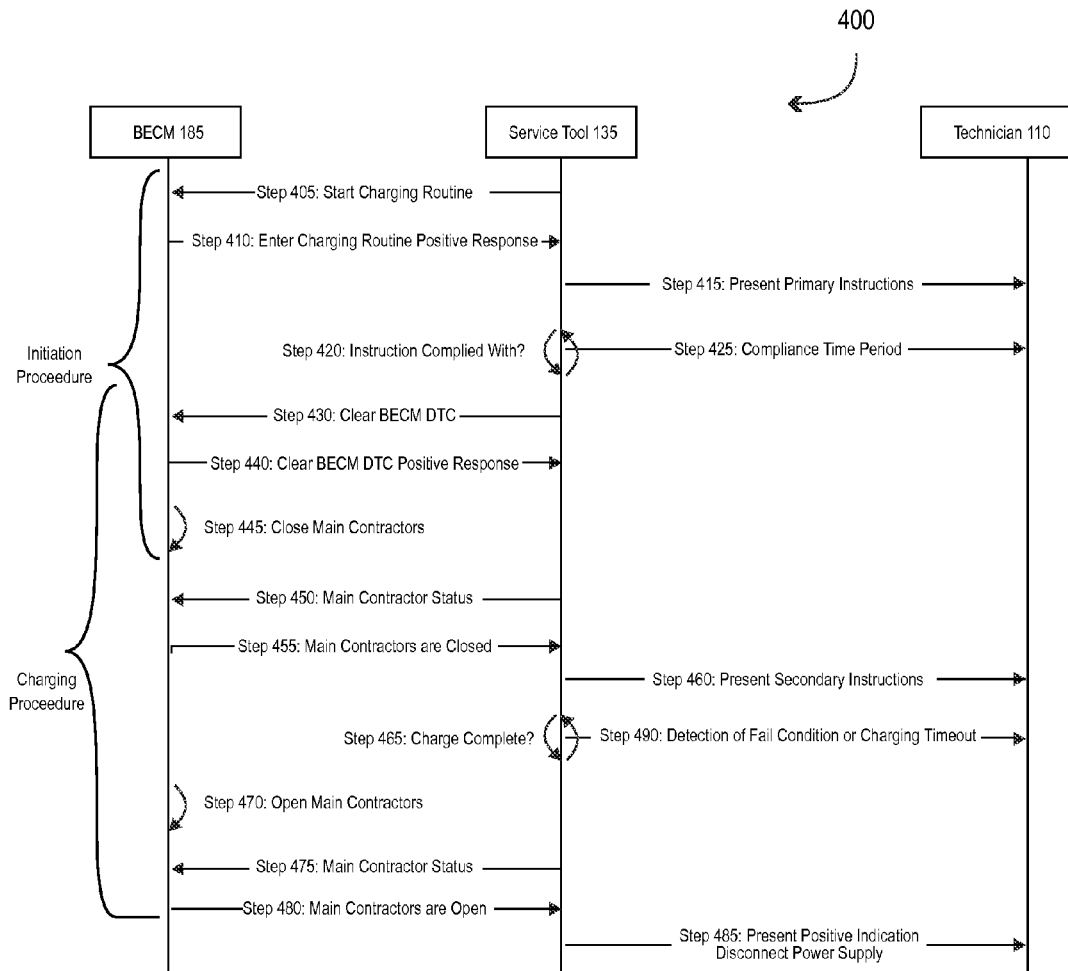 400
BECM 185
Service Tool 135
Technician 110
Step 405: Start Charging Routine
Step 410: Enter Charging Routine Positive Response
Step 415: Present Primary Instructions
Initiation
Proceedure
Step 420: Instruction Complied With?
Step 425: Compliance Time Period
Step 430: Clear BECM DTC
Step 440: Clear BECM DTC Positive Response
Step 445: Close Main Contractors
Step 450: Main Contractor Status
Step 455: Main Contractors are Closed
Charging
Proceedure
Step 460: Present Secondary Instructions
Step 465: Charge Complete?
Step 490: Detection of Fail Condition or Charging Timeout
Step 470: Open Main Contractors
Step 475: Main Contractor Status
Step 480: Main Contractors are Open
Step 485: Present Positive Indication
Disconnect Power Supply